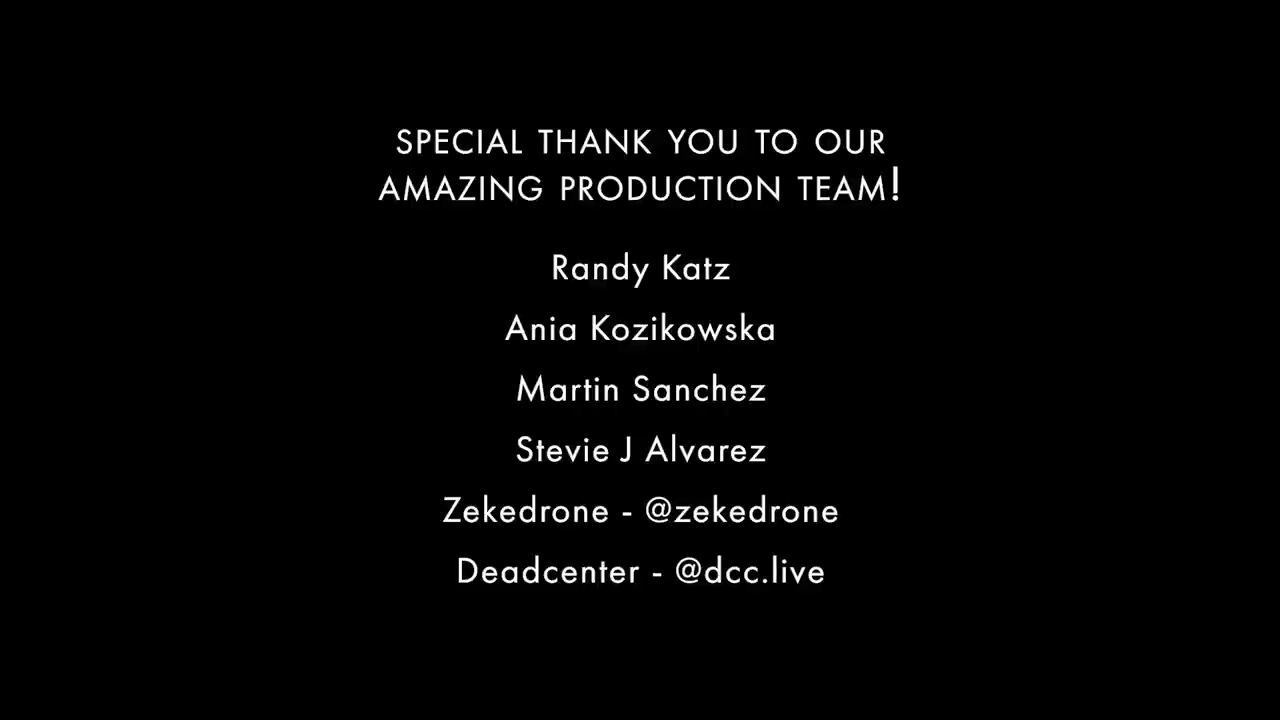 SPECIAL THANK YOU TO OUR
AMAZING PRODUCTION TEAM!
Randy Katz
Ania Kozikowska
Martin Sanchez
Stevie J Alvarez
Zekedrone - @zekedrone
Deadcenter - @dcc.live